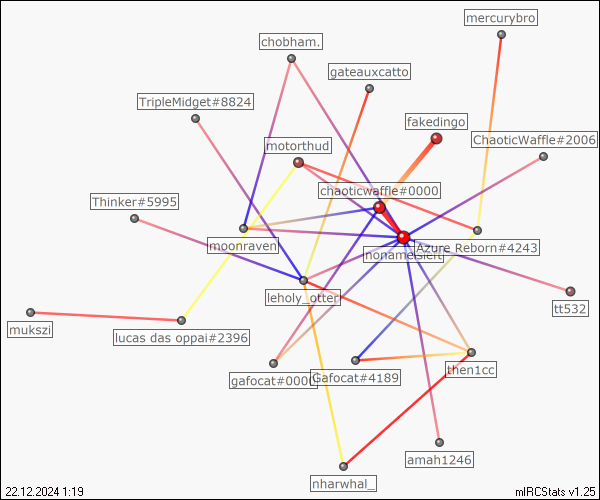 mercurybro
chobham.
gateauxcatto
TripleMidget#8824
fakedingo
ChaoticWaffle#2006
motorthud
chaoticwaffle#0000
Thinker#5995
moonraven
Azure Reborn#4243
leholy_otter
tt532
mukszi
lucas das oppai#2396
then1cc
gafocat#000
Gafocat#4189
amah1246
nharwhal_
22.12.2024 1:19
mIRCStats v1.25